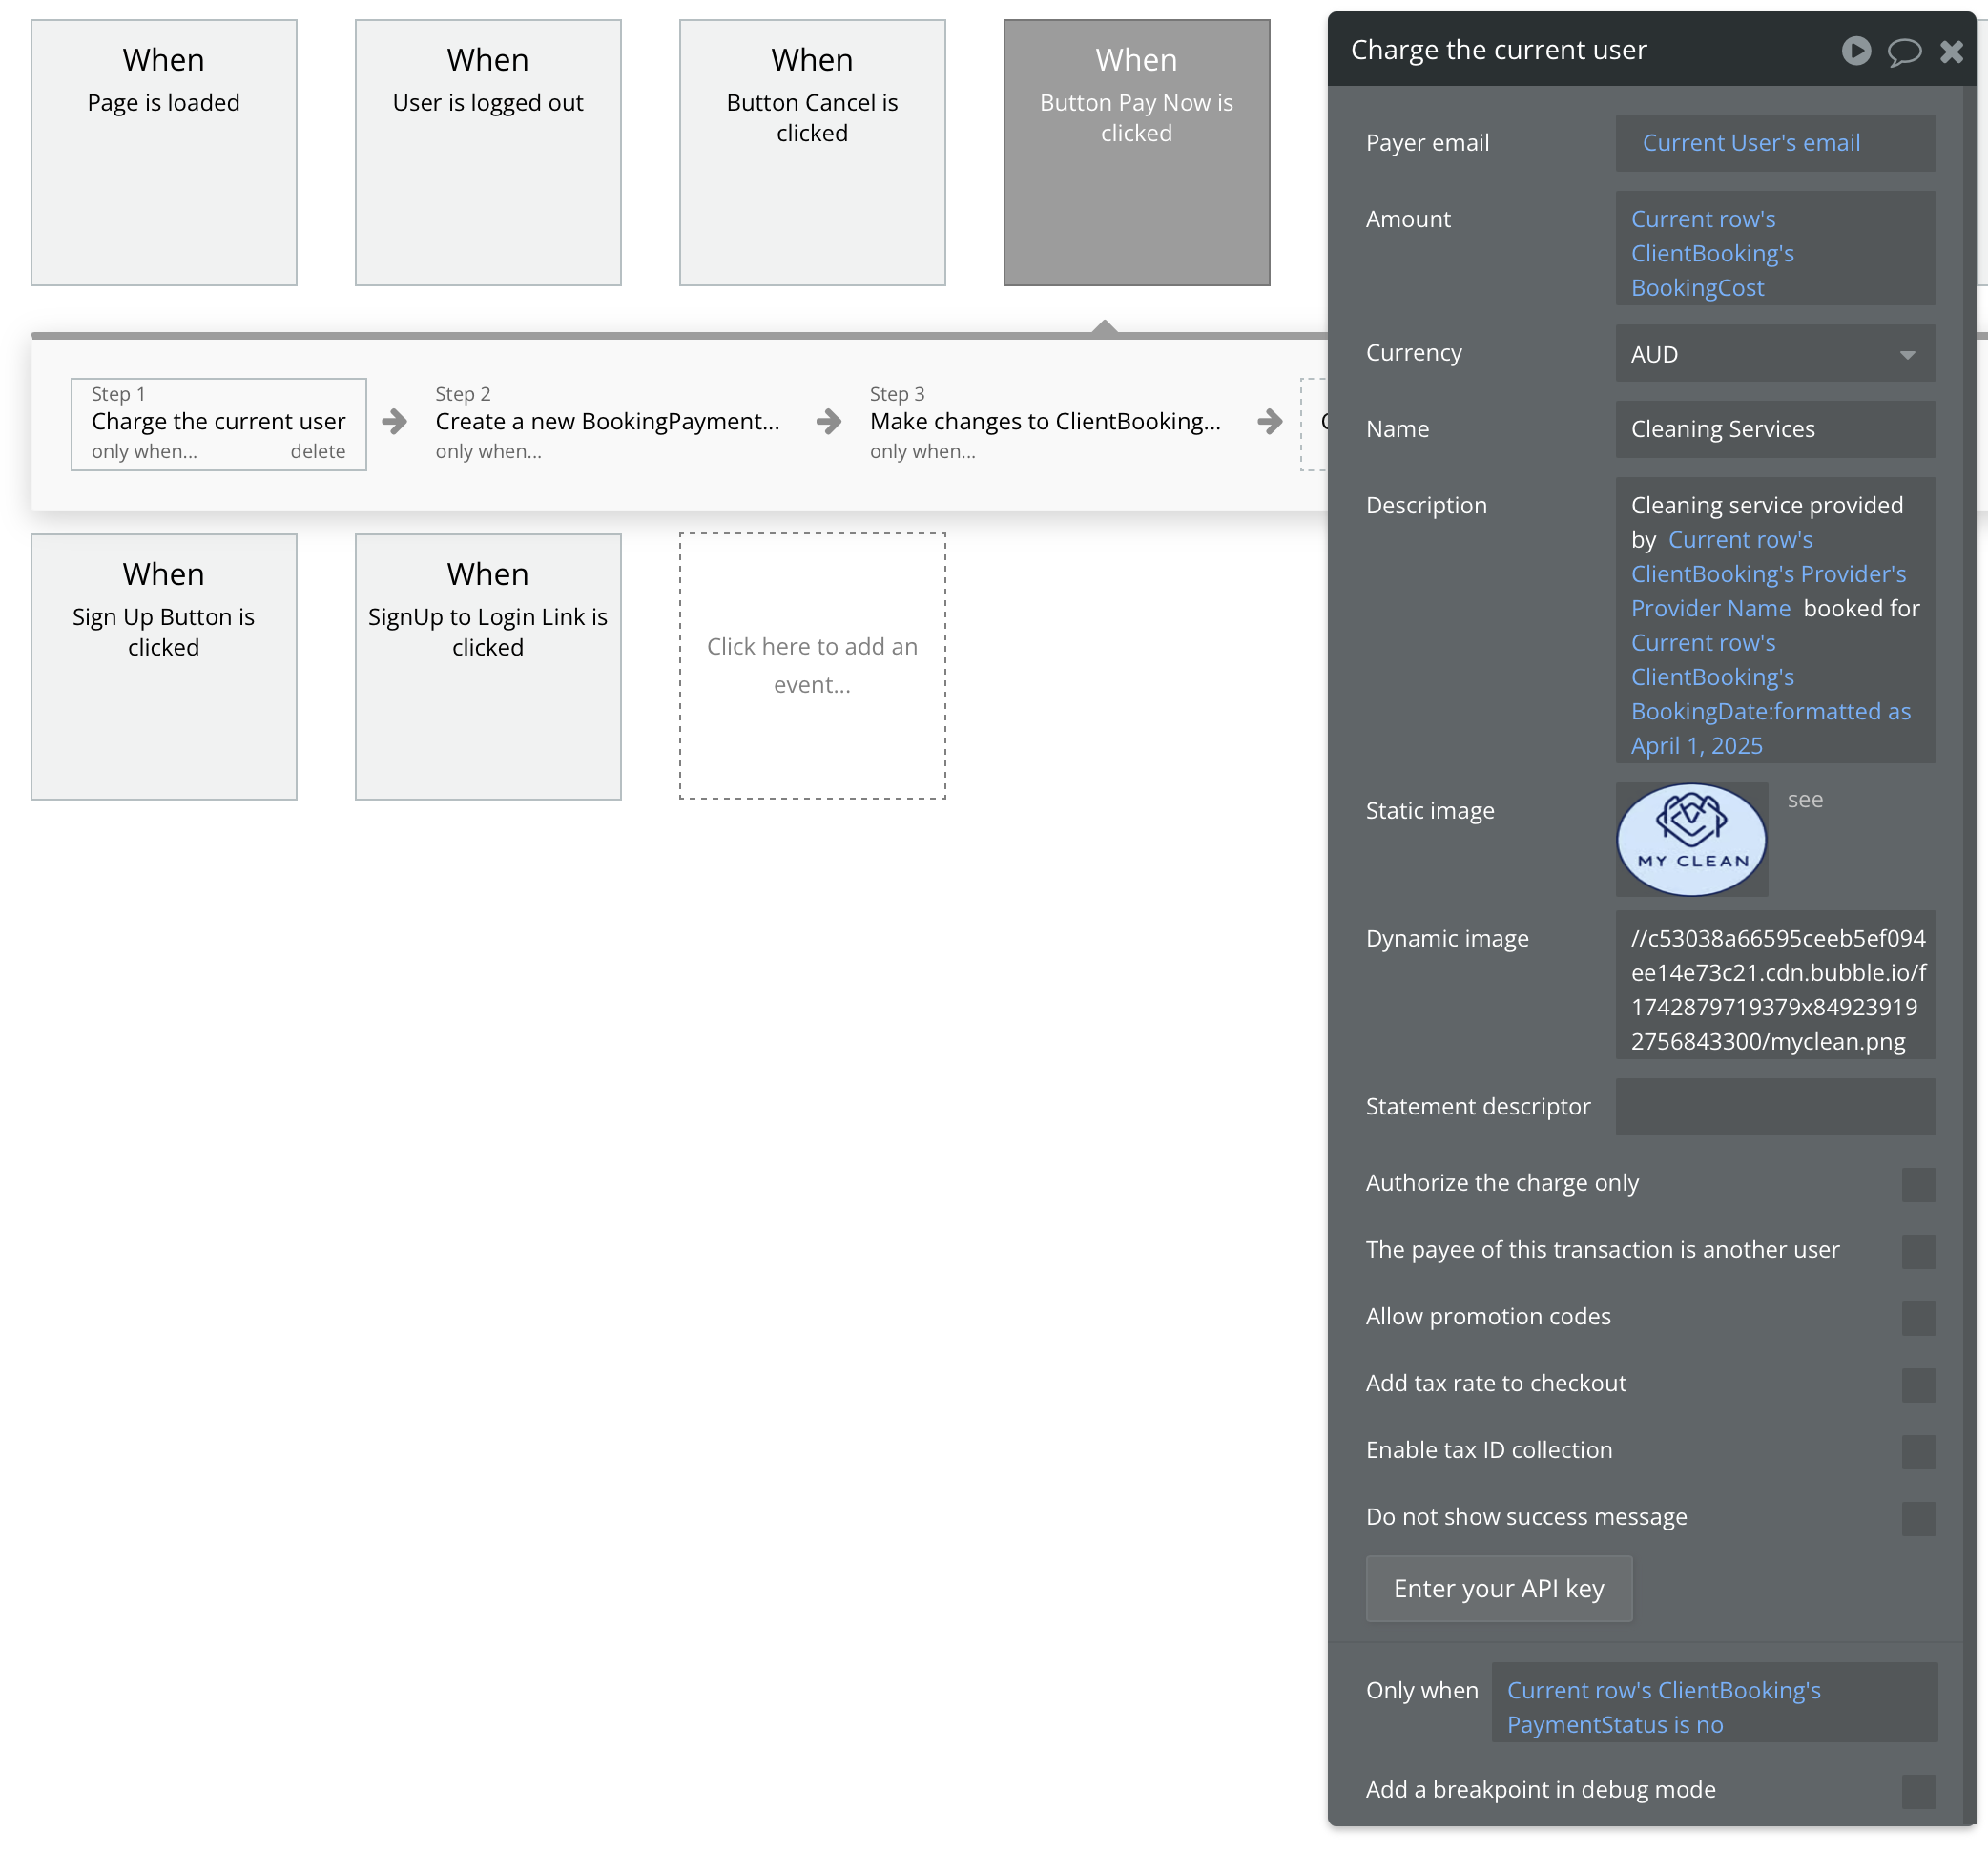 When
Page is loaded
When
User is logged out
When
Button Cancel is
clicked
When
Button Pay Now is
clicked
Step 1
Charge the current user
only when...
delete
Step 2
Create a new BookingPayment...
only when...
Step 3
Make changes to ClientBooking...
only when...
When
Sign Up Button is
clicked
When
SignUp to Login Link is
clicked
Click here to add an
event...
Charge the current user
Payer email
Current User's email
Amount
Current row's
ClientBooking's
BookingCost
Currency
AUD
Name
Cleaning Services
Description
Cleaning service provided
by Current row's
ClientBooking's Provider's
Provider Name booked for
Current row's
ClientBooking's
BookingDate:formatted as
April 1, 2025
Static image
MY CLEAN
see
Dynamic image
//c53038a66595ceeb5ef094
ee14e73c21.cdn.bubble.io/f
1742879719379x84923919
2756843300/myclean.png
Statement descriptor
Authorize the charge only
The payee of this transaction is another user
Allow promotion codes
Add tax rate to checkout
Enable tax ID collection
Do not show success message
Enter your API key
Only when
Current row's ClientBooking's
PaymentStatus is no
Add a breakpoint in debug mode